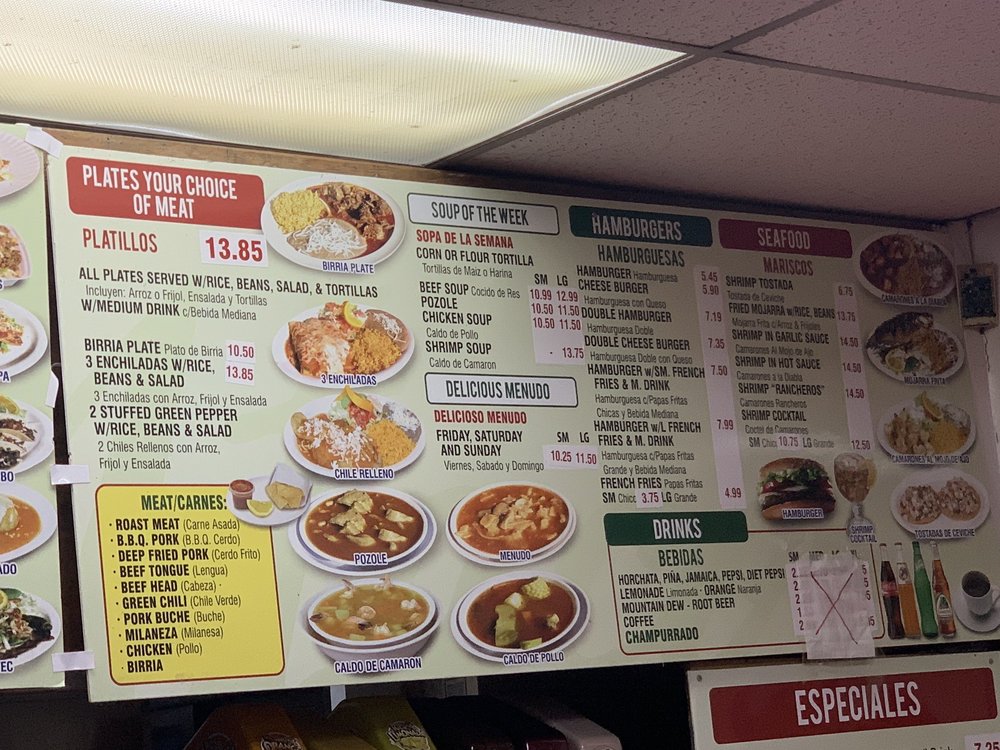 PLATES YOUR CHOICE
OF MEAT
PLATILLOS 13.85
ALL PLATES SERVED W/RICE, BEANS, SALAD, & TORTILLAS
Incluyen: Arroz o Frijol, Ensalada y Tortillas
W/MEDIUM DRINK c/Bebida Mediana
BIRRIA PLATE Plato de Birria 10.50
3 ENCHILADAS W/RICE, 13.85
BEANS & SALAD
3 Enchiladas con Arroz, Frijol y Ensalada
2 STUFFED GREEN PEPPER
W/RICE, BEANS & SALAD
2 Chiles Rellenos con Arroz,
Frijol y Ensalada
MEAT/CARNES:
· ROAST MEAT (Carne Asada)
· B.B.Q. PORK (B.B.Q. Cerdo)
· DEEP FRIED PORK (Cerdo Frito)
· BEEF TONGUE (Lengua)
· BEEF HEAD (Cabeza) ·
· GREEN CHILI (Chile Verde)
· PORK BUCHE (Buche)
· MILANEZA (Milanesa)
· CHICKEN (Pollo)
· BIRRIA
BIRRIA PLATE
3 ENCHILADAS
CHILE RELLENO
POZOLE
CALDO DE CAMARON
SOUP OF THE WEEK
SOPA DE LA SEMANA
CORN OR FLOUR TORTILLA
Tortillas de Maiz o Harina
SM LG
BEEF SOUP Cocido de Res 10.99 12.99
POZOLE 10.50 11.50
CHICKEN SOUP 10.50 11.50
Caldo de Pollo
SHRIMP SOUP - 13.75
Caldo de Camaron
DELICIOUS MENUDO
DELICIOSO MENUDO
FRIDAY, SATURDAY SM LG
AND SUNDAY 10.25 11.50
Viernes, Sabado y Domingo
MENUDO
CALDO DE POLLO
HAMBURGERS
HAMBURGUESAS
HAMBURGER Hamburguesa 5.45
CHEESE BURGER 5.90
Hamburguesa con Queso
DOUBLE HAMBURGER 7.19
Hamburguesa Doble
DOUBLE CHEESE BURGER 7.35
Hamburguesa Doble con Queso
HAMBURGER W/SM. FRENCH 7.50
FRIES & M. DRINK
Hamburguesa c/Papas Fritas
Chicas y Bebida Mediana
HAMBURGER W/L FRENCH 7.99
FRIES & M. DRINK
Hamburguesa c/Papas Fritas
Grande y Bebida Mediana
FRENCH FRIES Papas Fritas
SM Chico 3.75 LG Grande 4.99
SEAFOOD
MARISCOS
SHRIMP TOSTADA 6.75
Tostada de Ceviche
FRIED MOJARRA W/RICE, BEANS 13.75
Mojarra Frita c/Arroz & Frijoles
SHRIMP IN GARLIC SAUCE 14.50
Camarones Al Mojo de Ajo
SHRIMP IN HOT SAUCE 14.50
Camarones a la Diabla
SHRIMP "RANCHEROS" 14.50
Camarones Rancheros
SHRIMP COCKTAIL
Coctel de Camarones
SM Chico 10.75 LG Grande 12.50
HAMBURGER
SHRIMP
COCKTAIL
CAMARONES A LA DIABLA
MOJARRA FRITA
CAMARONES AL MOJO DE AJO
TOSTADAS DE CEVICHE
DRINKS
BEBIDAS
SM MED LG XL
HORCHATA, PIÑA, JAMAICA, PEPSI, DIET PEPSI
LEMONADE Limonada · ORANGE Naranja
MOUNTAIN DEW - ROOT BEER
COFFEE
CHAMPURRADO
ESPECIALES